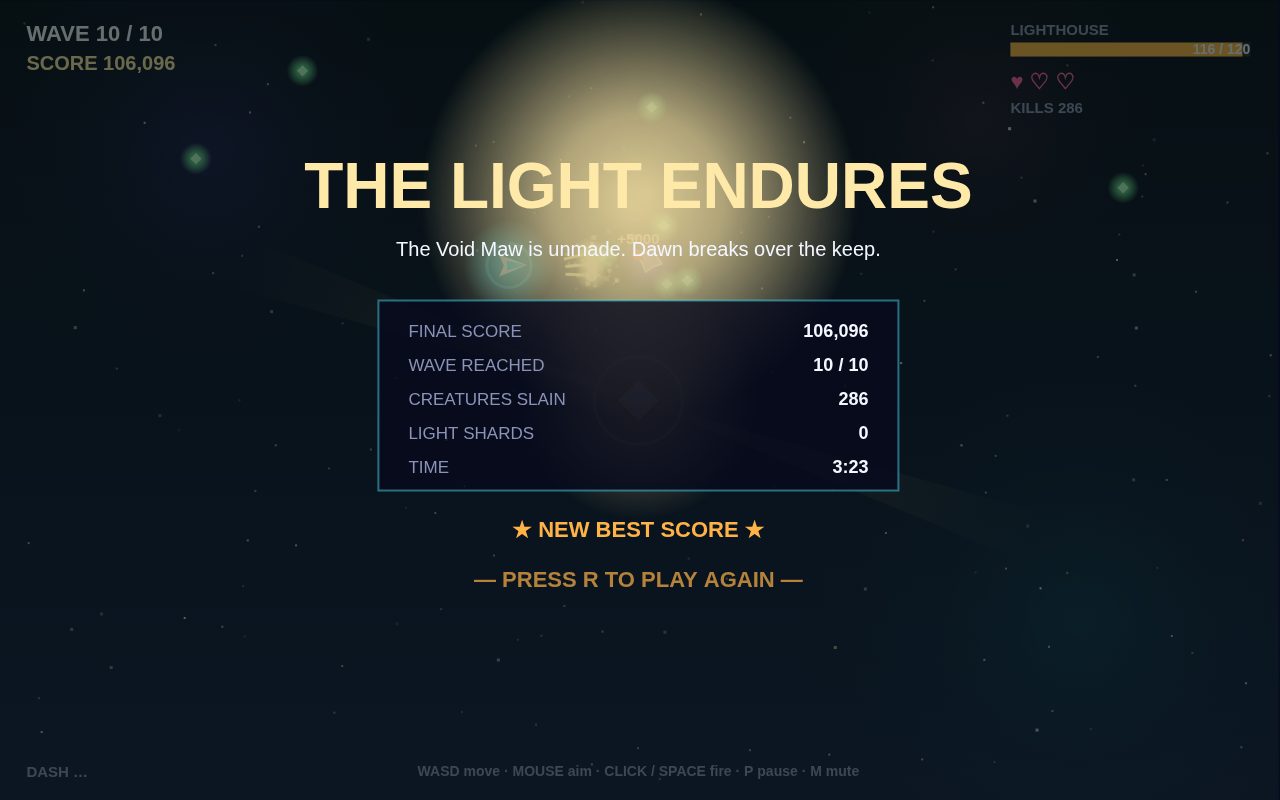 WAVE 10 / 10
SCORE 106,096
LIGHTHOUSE
116 / 120
♥ ♡ ♡
KILLS 286
THE LIGHT ENDURES
+5000
The Void Maw is unmade. Dawn breaks over the keep.
FINAL SCORE 106,096
WAVE REACHED 10 / 10
CREATURES SLAIN 286
LIGHT SHARDS 0
TIME 3:23
★ NEW BEST SCORE ★
— PRESS R TO PLAY AGAIN —
DASH ...
WASD move · MOUSE aim · CLICK / SPACE fire · P pause · M mute